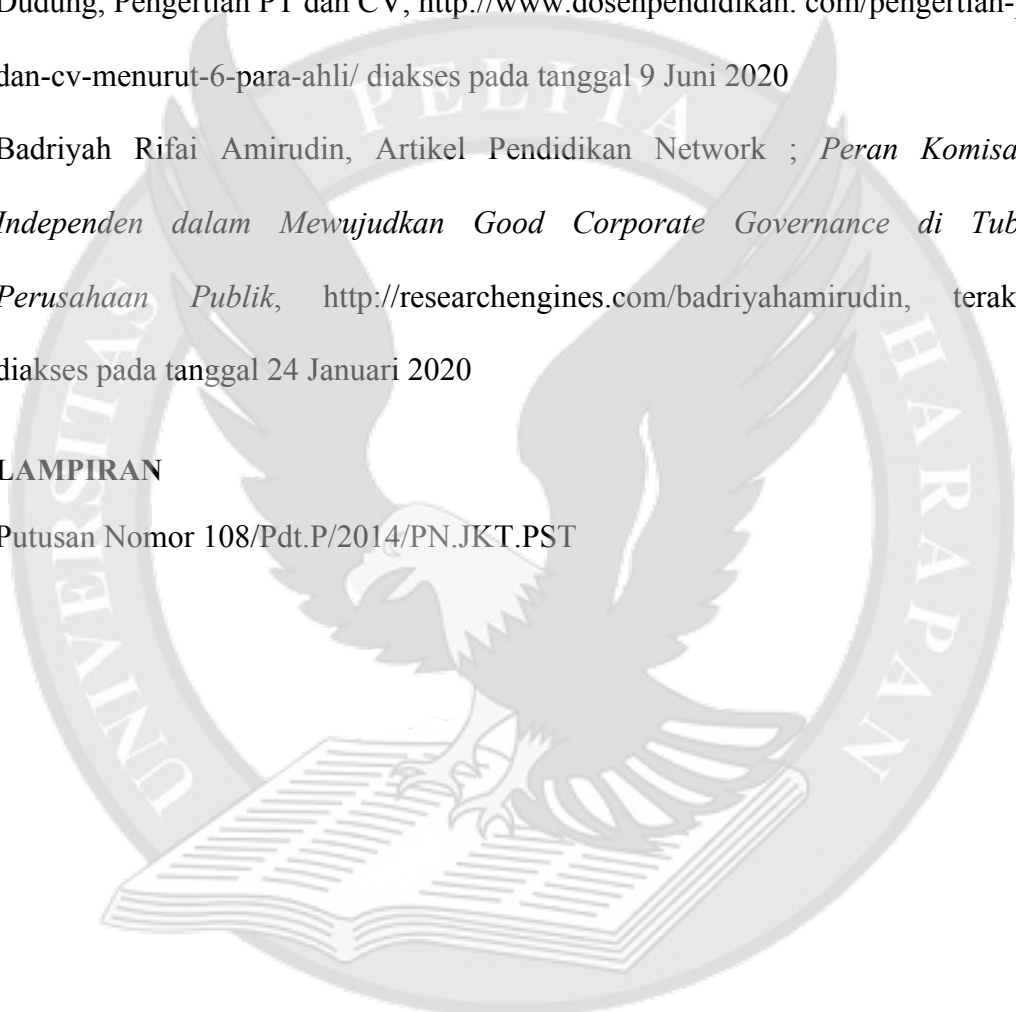 Dudung, Pengertian PT dan CV, http://www.dosenpendidikan. com/pengertian-p
dan-cv-menurut-6-para-ahli/ diakses pada tanggal 9 Juni 2020
Badriyah Rifai Amirudin, Artikel Pendidikan Network ; Peran Komisa
Independen dalam Mewujudkan Good Corporate Governance di Tub
Perusahaan Publik, http://researchengines.com/badriyahamirudin, terak
diakses pada tanggal 24 Januari 2020
LAMPIRAN
Putusan Nomor 108/Pdt.P/2014/PN.JKT.PST
UNIVERSITAS PELITA HARAPAN